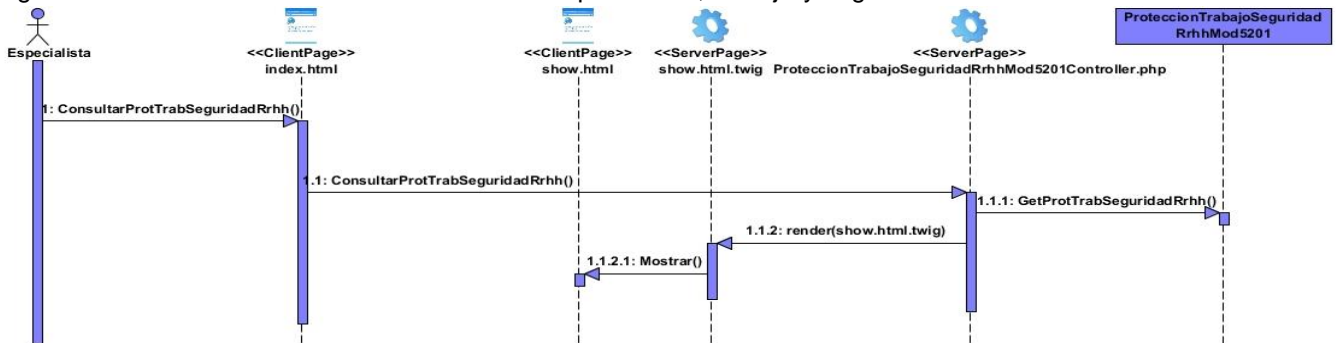 Especialista
<<ClientPage>>
index.html
<<ClientPage>>
show.html
<<ServerPage>>
show.html.twig
<<ServerPage>>
ProteccionTrabajoSeguridadRrhhMod5201Controller.php
ProteccionTrabajoSeguridad
RrhhMod5201
1: ConsultarProtTrabSeguridadRrhh()
1.1: ConsultarProtTrabSeguridadRrhh()
1.1.1: GetProtTrabSeguridadRrhh()
1.1.2: render(show.html.twig)
1.1.2.1: Mostrar()